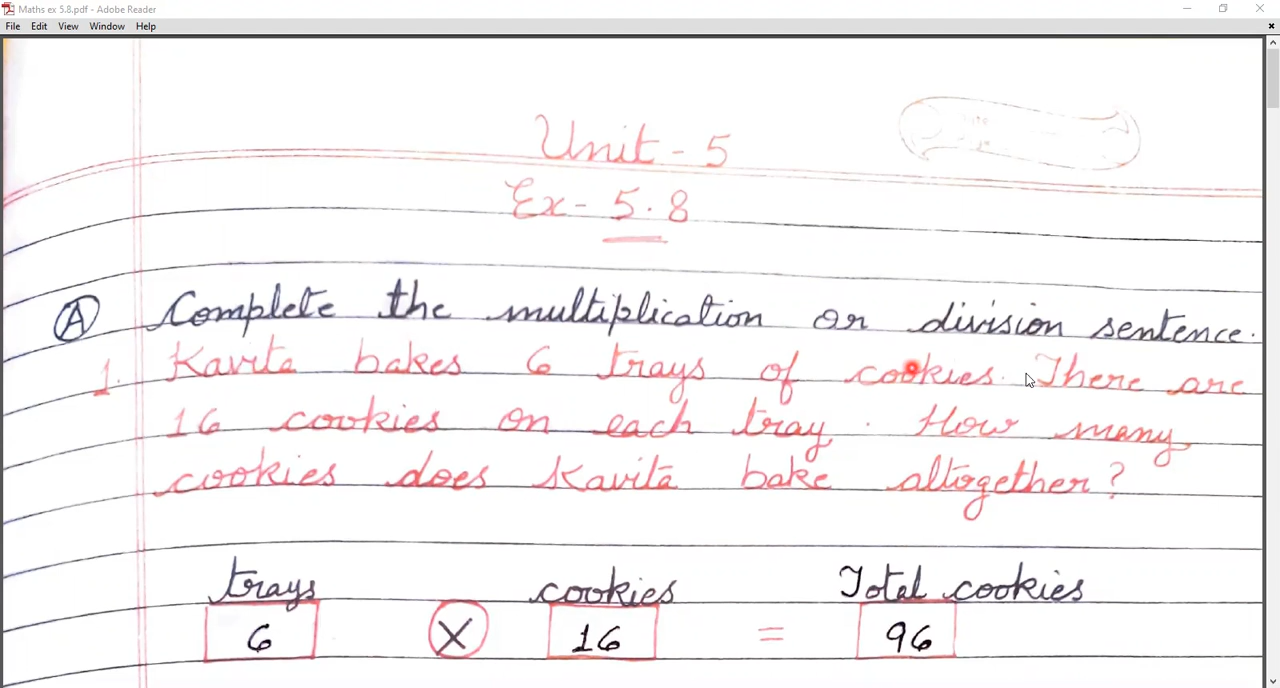 Maths ex 5.8.pdf - Adobe Reader
File Edit View Window Help
Unit - 5
Ex - 5.8
A Complete the multiplication or division sentence.
1. Kavita bakes 6 trays of cookies. There are
16 cookies on each tray. How many
cookies does Kavita bake altogether?
trays cookies Total cookies
6 X 16 = 96